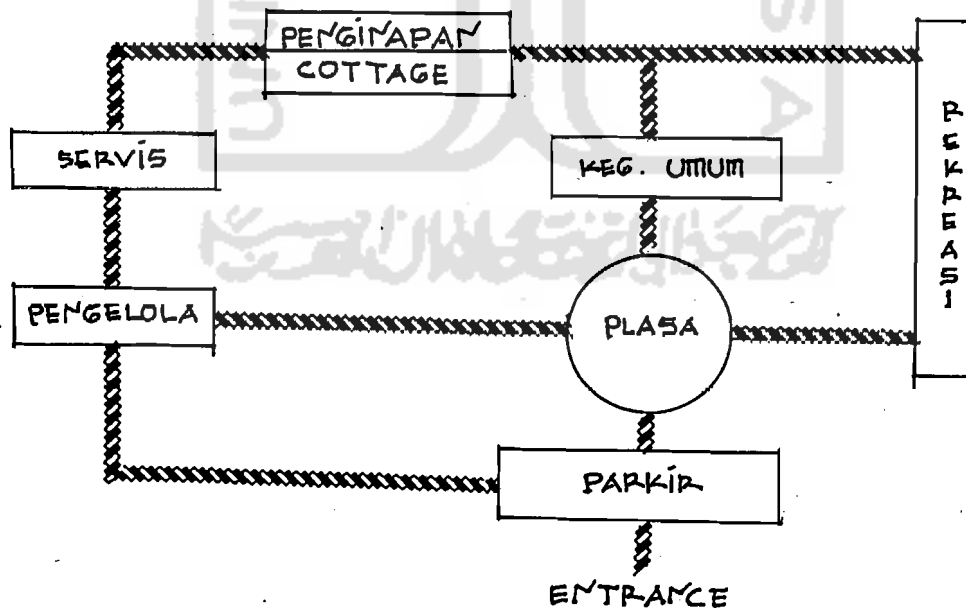 PENGINAPAN
COTTAGE
SERVIS
KEG. UMUM
REKREASI
PENGELOLA
PLASA
PARKIR
ENTRANCE